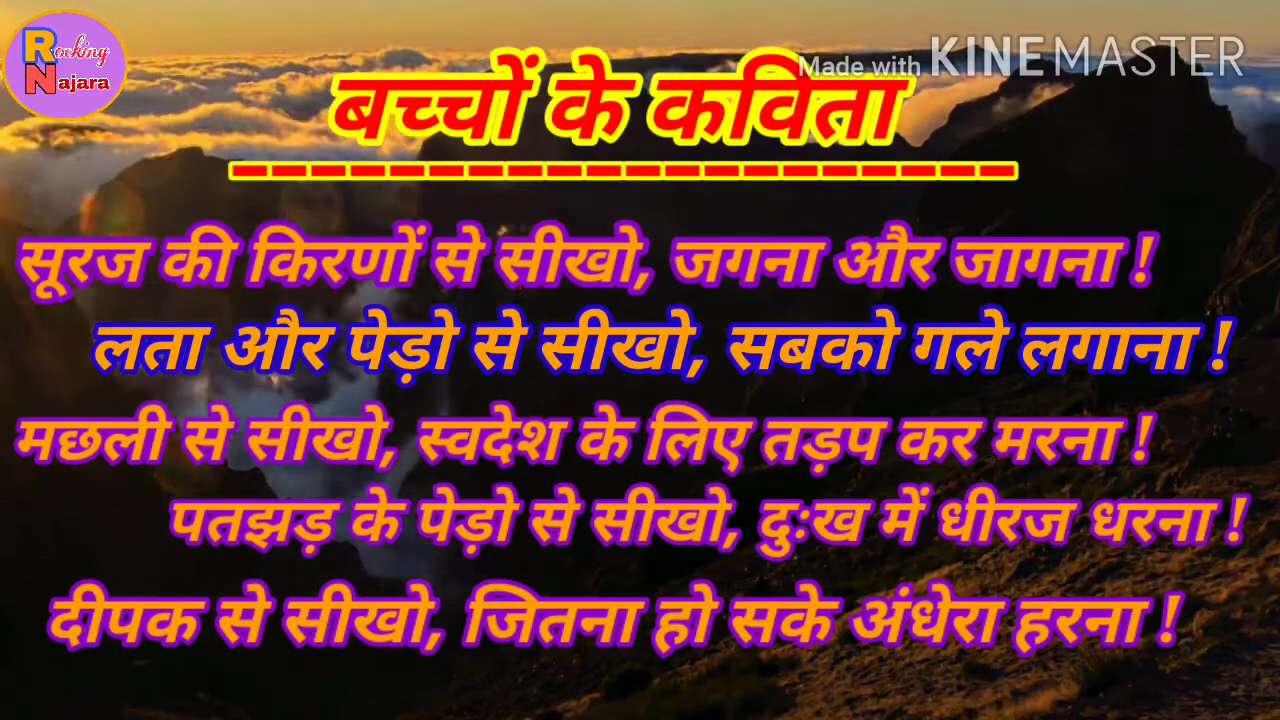 Rocking
Najara
Made with KINEMASTER
बच्चों के कविता
--------------------
सूरज की किरणों से सीखो, जगना और जागना !
लता और पेड़ो से सीखो, सबको गले लगाना !
मछली से सीखो, स्वदेश के लिए तड़प कर मरना !
पतझड़ के पेड़ो से सीखो, दुःख में धीरज धरना !
दीपक से सीखो, जितना हो सके अंधेरा हरना !